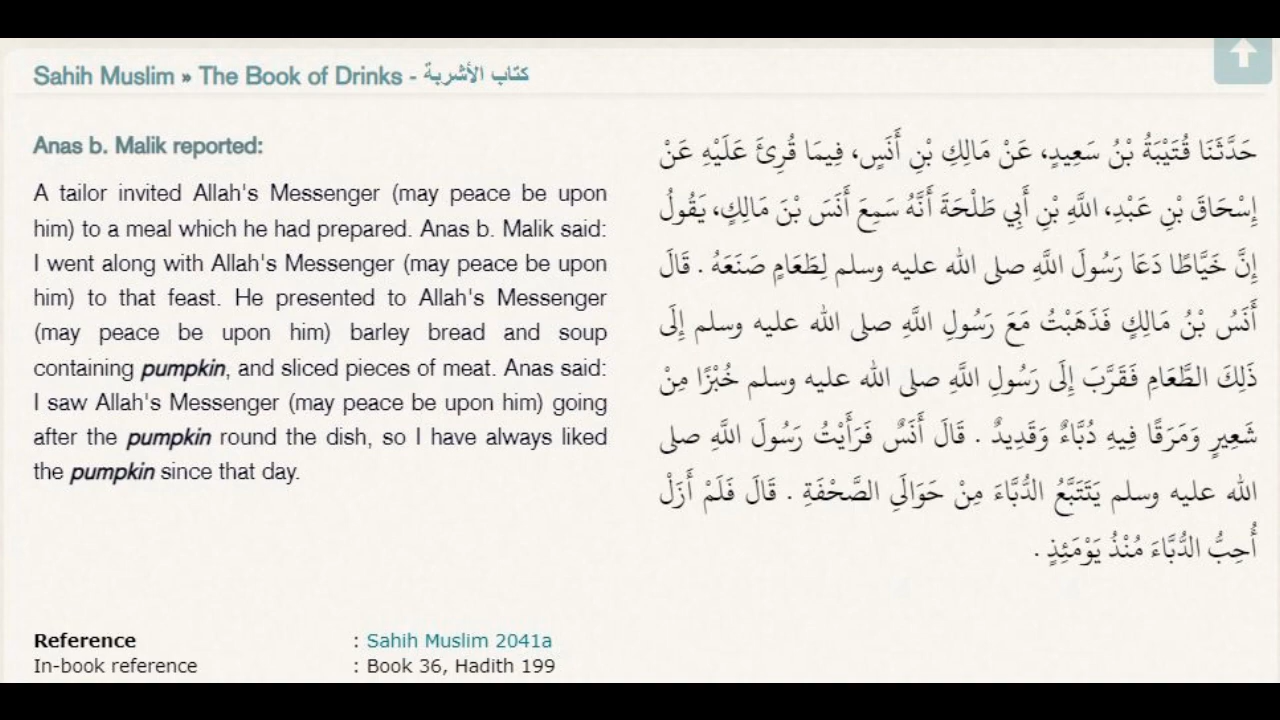 Sahih Muslim » The Book of Drinks - كتاب الأشربة
Anas b. Malik reported:
A tailor invited Allah's Messenger (may peace be upon
him) to a meal which he had prepared. Anas b. Malik said:
I went along with Allah's Messenger (may peace be upon
him) to that feast. He presented to Allah's Messenger
(may peace be upon him) barley bread and soup
containing pumpkin, and sliced pieces of meat. Anas said:
I saw Allah's Messenger (may peace be upon him) going
after the pumpkin round the dish, so I have always liked
the pumpkin since that day.
حَدَّثَنَا قُتَيْبَةُ بْنُ سَعِيدٍ، عَنْ مَالِكِ بْنِ أَنَسٍ، فِيمَا قُرِئَ عَلَيْهِ عَنْ
إِسْحَاقَ بْنِ عَبْدِ، اللَّهِ بْنِ أَبِي طَلْحَةَ أَنَّهُ سَمِعَ أَنَسَ بْنَ مَالِكٍ، يَقُولُ
إِنَّ خَيَّاطًا دَعَا رَسُولَ اللَّهِ صلى الله عليه وسلم لِطَعَامٍ صَنَعَهُ . قَالَ
أَنَسُ بْنُ مَالِكٍ فَذَهَبْتُ مَعَ رَسُولِ اللَّهِ صلى الله عليه وسلم إِلَى
ذَلِكَ الطَّعَامِ فَقَرَّبَ إِلَى رَسُولِ اللَّهِ صلى الله عليه وسلم خُبْزًا مِنْ
شَعِيرٍ وَمَرَقًا فِيهِ دُبَّاءٌ وَقَدِيدٌ . قَالَ أَنَسٌ فَرَأَيْتُ رَسُولَ اللَّهِ صلى
الله عليه وسلم يَتَتَبَّعُ الدُّبَّاءَ مِنْ حَوَالَىِ الصَّحْفَةِ . قَالَ فَلَمْ أَزَلْ
أُحِبُّ الدُّبَّاءَ مُنْذُ يَوْمَئِذٍ .
Reference : Sahih Muslim 2041a
In-book reference : Book 36, Hadith 199